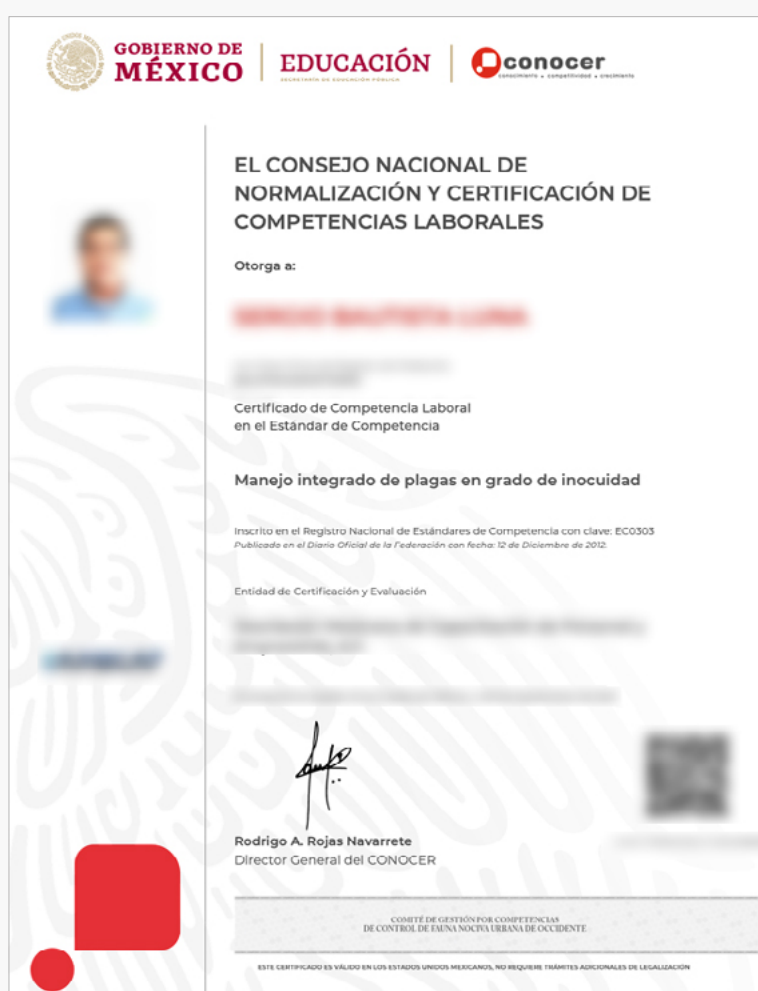 GOBIERNO DE
MÉXICO
EDUCACIÓN
SECRETARÍA DE EDUCACIÓN PÚBLICA
conocer
conocimiento • competitividad • crecimiento
EL CONSEJO NACIONAL DE
NORMALIZACIÓN Y CERTIFICACIÓN DE
COMPETENCIAS LABORALES
Otorga a:
Certificado de Competencia Laboral
en el Estándar de Competencia
Manejo integrado de plagas en grado de inocuidad
Inscrito en el Registro Nacional de Estándares de Competencia con clave: EC0303
Publicado en el Diario Oficial de la Federación con fecha: 12 de Diciembre de 2012.
Entidad de Certificación y Evaluación
Rodrigo A. Rojas Navarrete
Director General del CONOCER
COMITÉ DE GESTIÓN POR COMPETENCIAS
DE CONTROL DE FAUNA NOCIVA URBANA DE OCCIDENTE
ESTE CERTIFICADO ES VÁLIDO EN LOS ESTADOS UNIDOS MEXICANOS, NO REQUIERE TRÁMITES ADICIONALES DE LEGALIZACIÓN